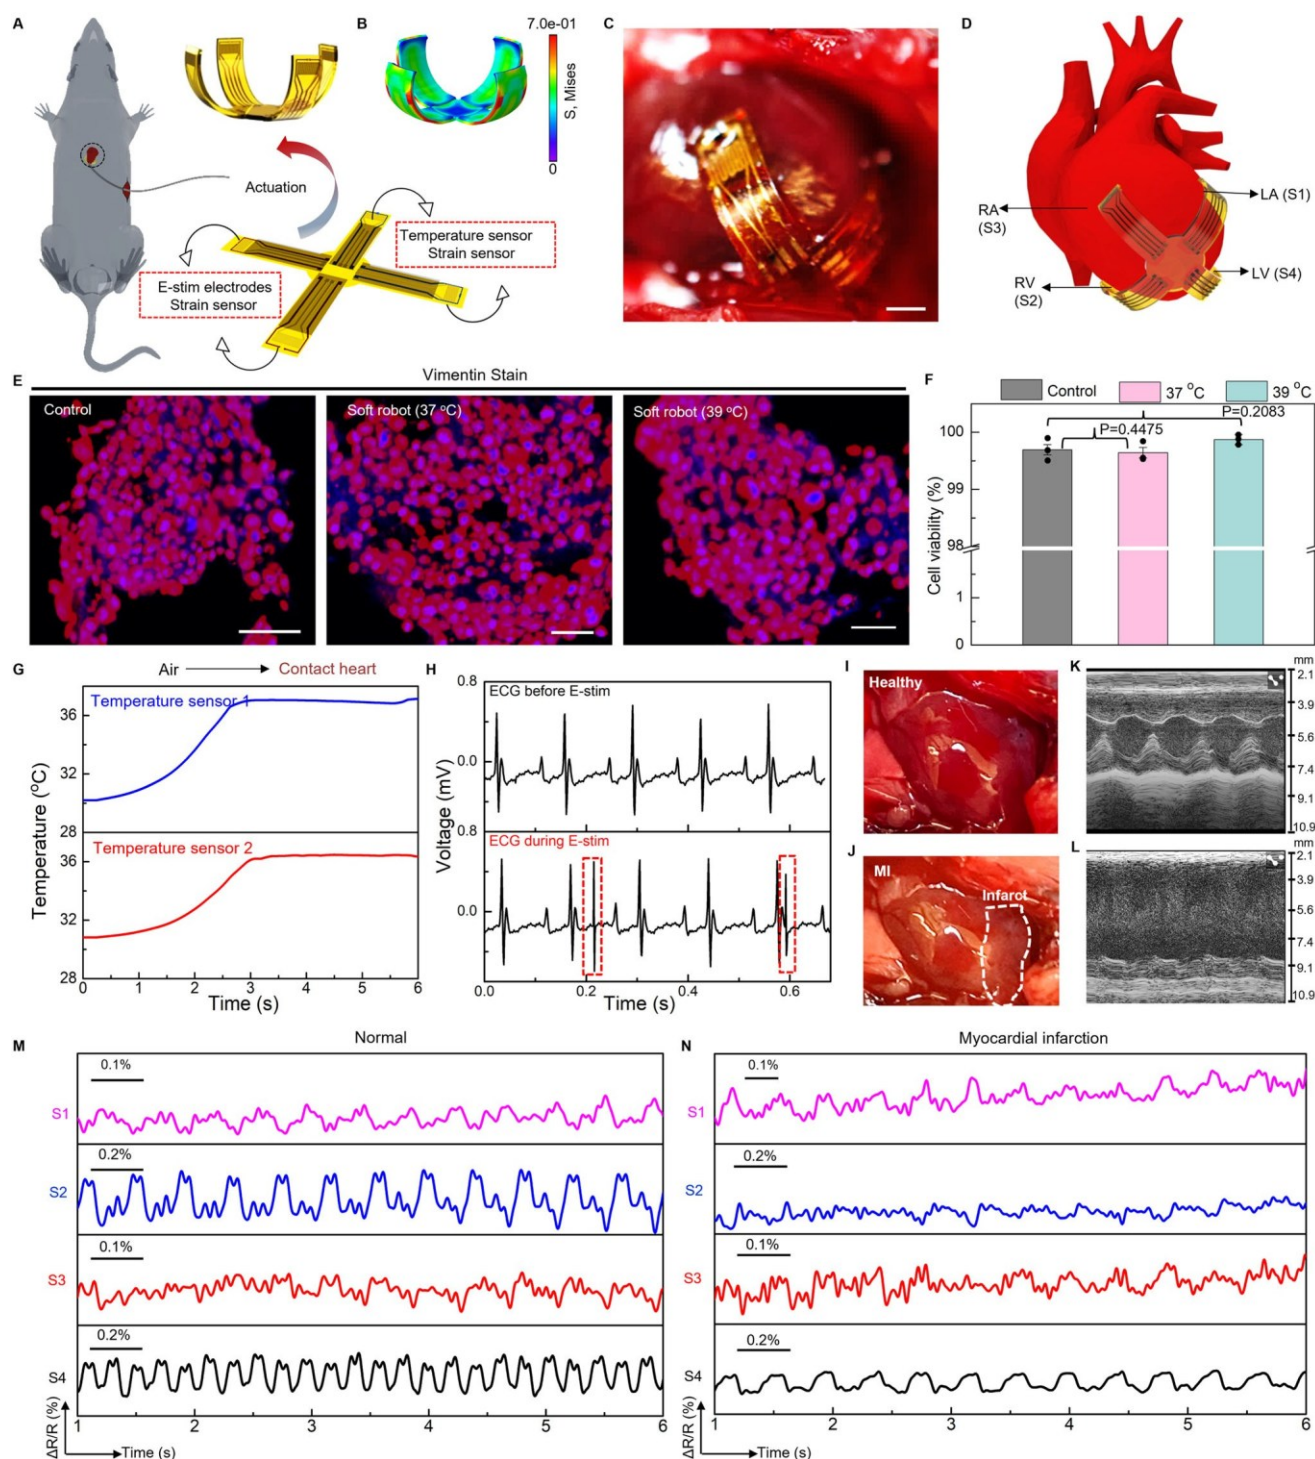 A
B
7.0e-01
S, Mises
0
C
D
Actuation
Temperature sensor
Strain sensor
E-stim electrodes
Strain sensor
LA (S1)
RA
(S3)
LV (S4)
RV
(S2)
E
Vimentin Stain
Control
Soft robot (37 °C)
Soft robot (39 °C)
F
Control
37 °C
39 °C
P=0.2083
P=0.4475
Cell viability (%)
100
99
98
1
0
G
Air
Contact heart
Temperature sensor 1
Temperature sensor 2
Temperature (°C)
36
32
28
36
32
28
0
1
2
3
4
5
6
Time (s)
H
ECG before E-stim
ECG during E-stim
Voltage (mV)
0.8
0.0
0.8
0.0
0.0
0.2
0.4
0.6
Time (s)
I
Healthy
J
MI
Infarot
K
mm
2.1
3.9
5.6
7.4
9.1
10.9
L
2.1
3.9
5.6
7.4
9.1
10.9
M
Normal
0.1%
S1
0.2%
S2
0.1%
S3
0.2%
S4
1
2
3
4
5
6
ΔR/R (%)
Time (s)
N
Myocardial infarction
0.1%
S1
0.2%
S2
0.1%
S3
0.2%
S4
1
2
3
4
5
6
ΔR/R (%)
Time (s)